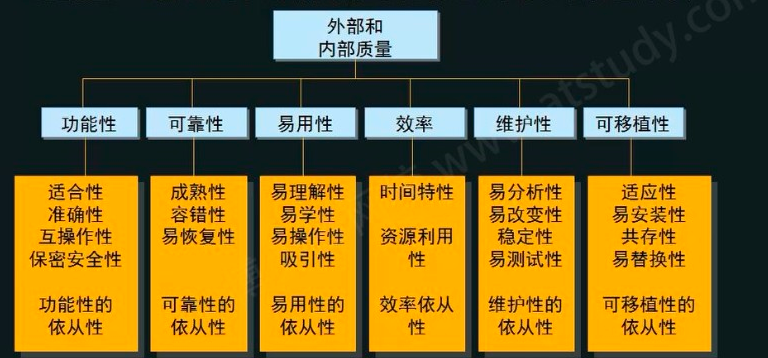 外部和
内部质量
功能性
可靠性
易用性
效率
维护性
可移植性
适合性
准确性
互操作性
保密安全性
功能性的
依从性
成熟性
容错性
易恢复性
可靠性的
依从性
易理解性
易学性
易操作性
吸引性
易用性的
依从性
时间特性
资源利用
性
效率依从
性
易分析性
易改变性
稳定性
易测试性
维护性的
依从性
适应性
易安装性
共存性
易替换性
可移植性的
依从性